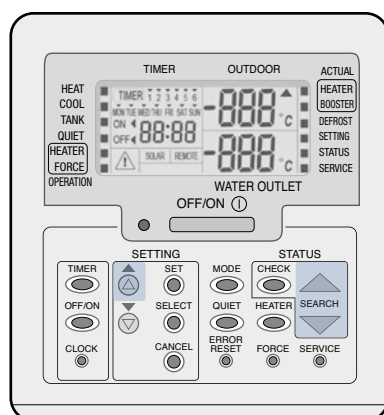 TIMER OUTDOOR ACTUAL
HEAT
COOL
TANK
QUIET
HEATER
FORCE
OPERATION
TIMER 1 2 3 4 5 6
MON TUE WED THU FRI SAT SUN
ON 88:88
OFF
SOLAR REMOTE
-888 °C
-888 °C
HEATER
BOOSTER
DEFROST
SETTING
STATUS
SERVICE
WATER OUTLET
OFF/ON
SETTING STATUS
TIMER SET MODE CHECK
OFF/ON SELECT QUIET HEATER SEARCH
CLOCK CANCEL ERROR
RESET FORCE SERVICE